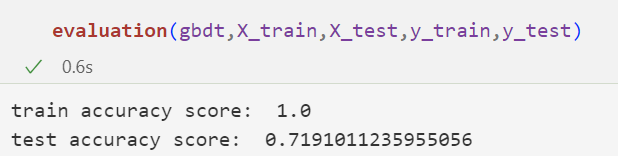 evaluation(gbdt,X_train,X_test,y_train,y_test)
0.6s
train accuracy score:  1.0
test accuracy score:  0.7191011235955056